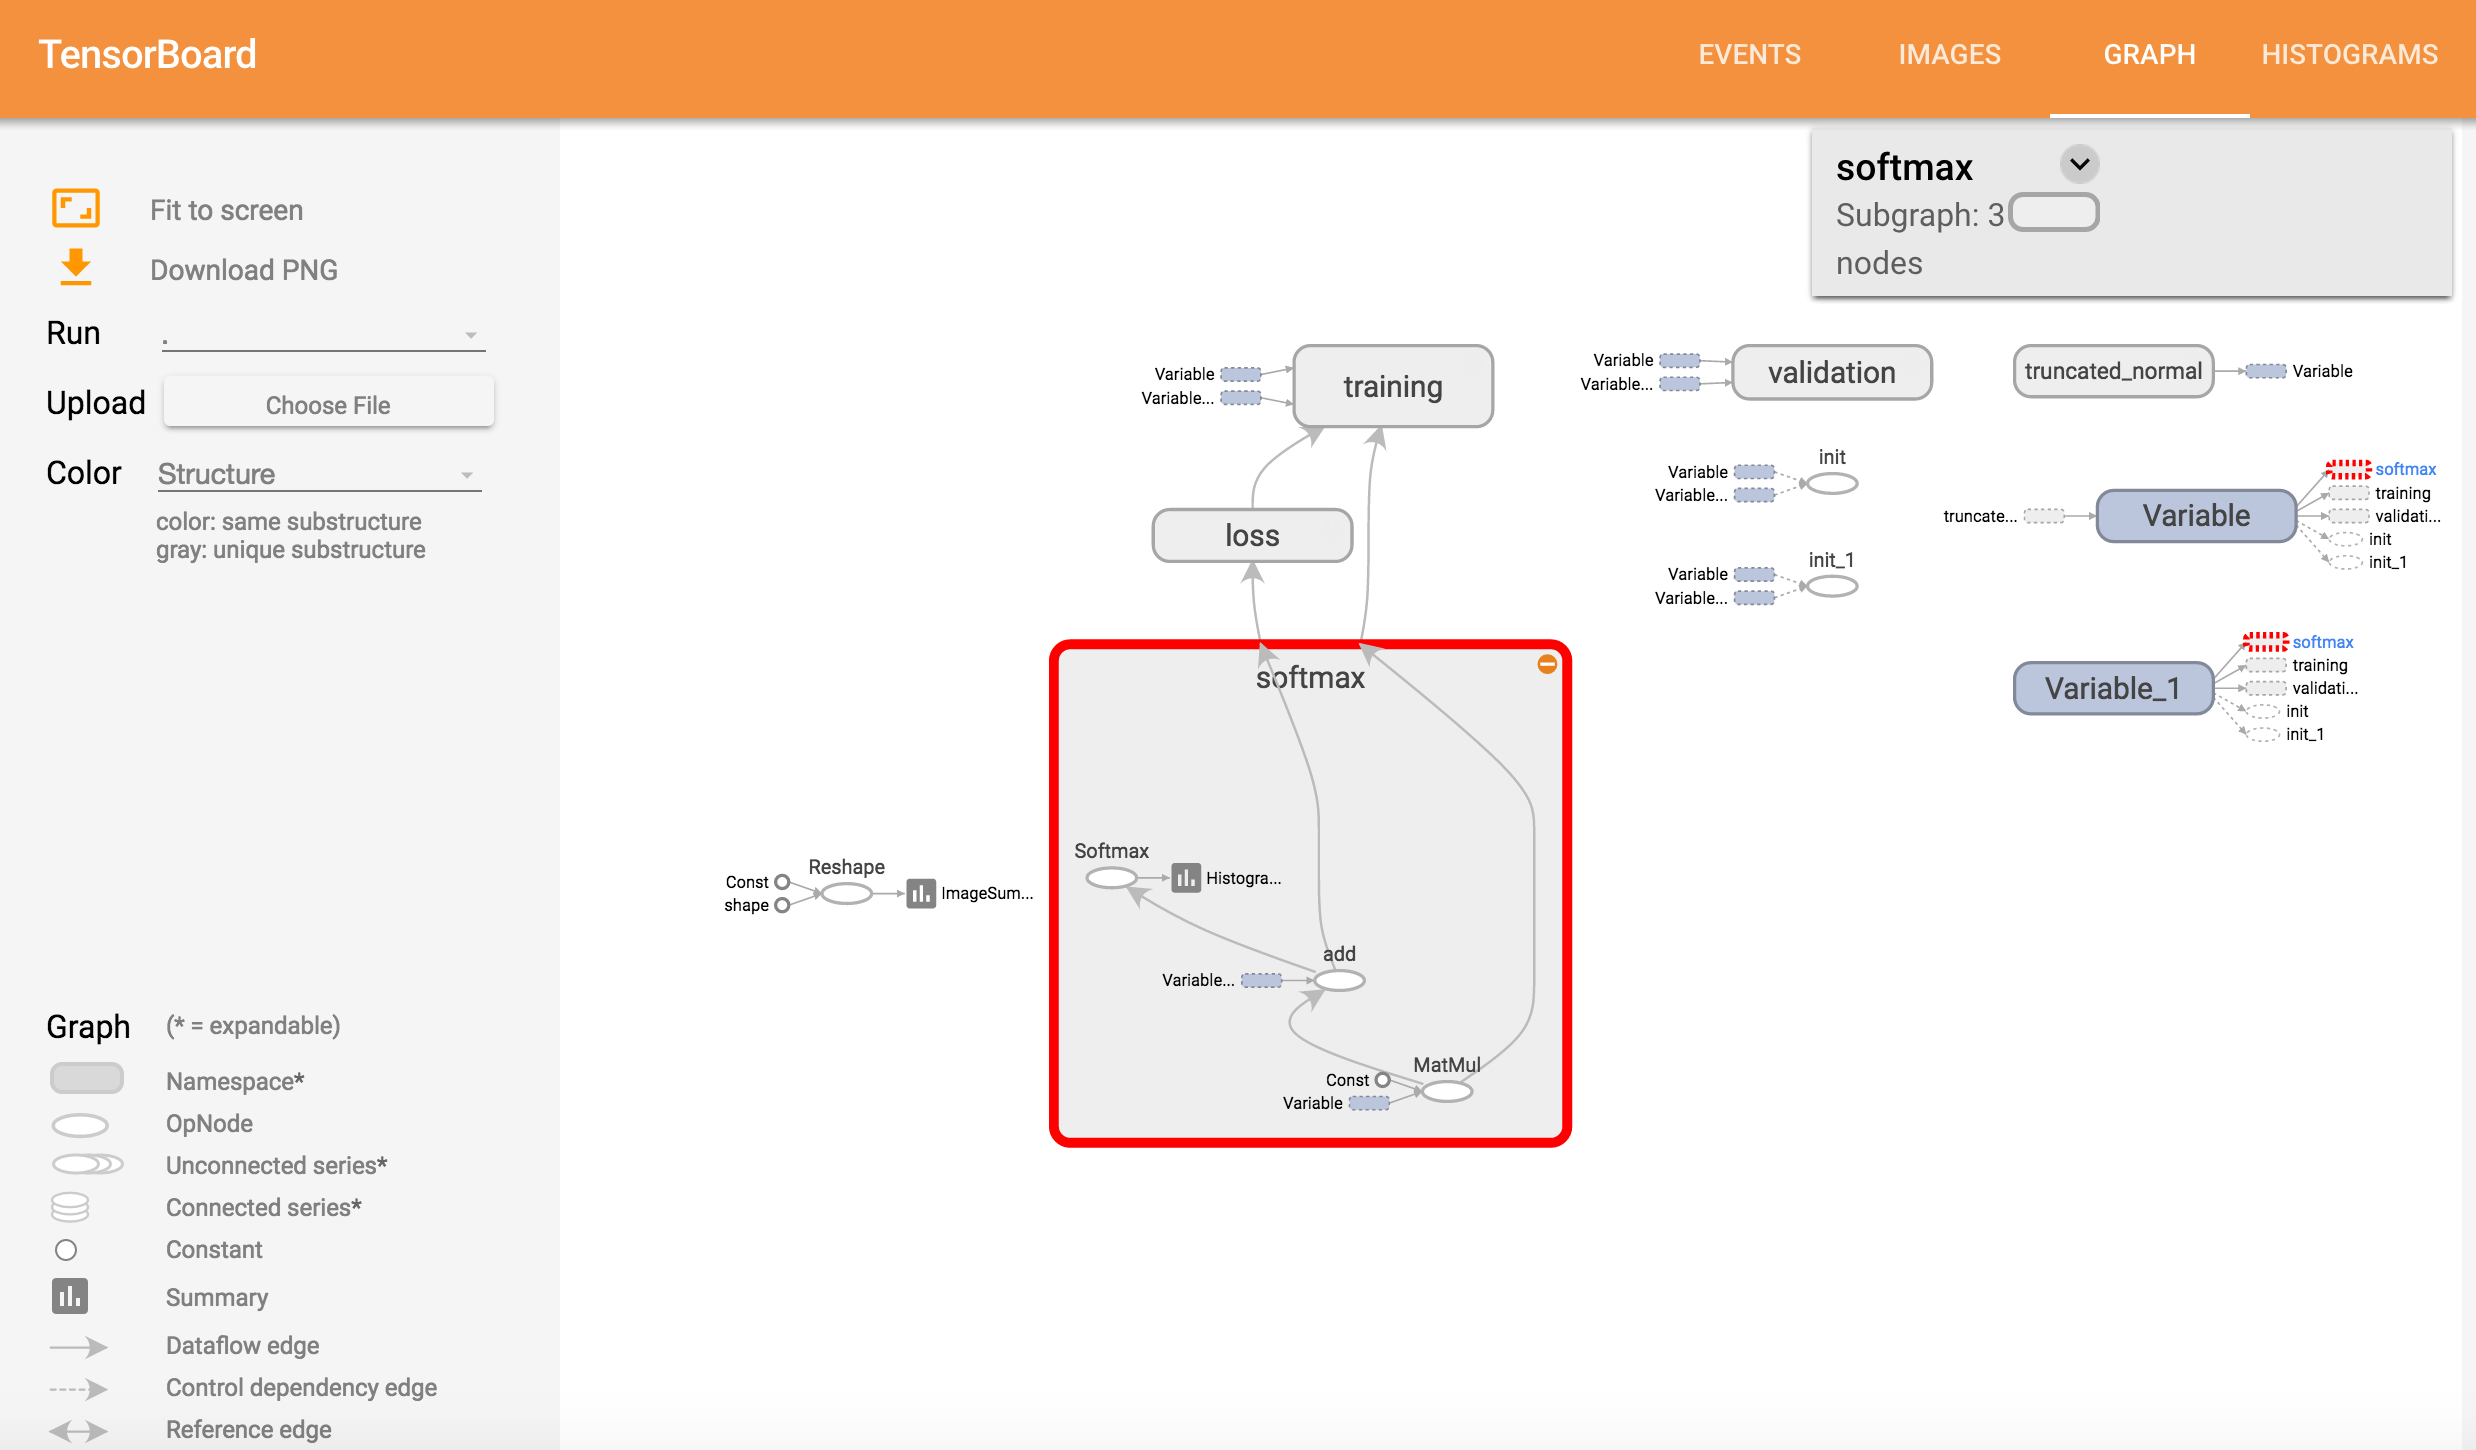 TensorBoard
EVENTS
IMAGES
GRAPH
HISTOGRAMS
Fit to screen
Download PNG
Run .
Upload Choose File
Color Structure
color: same substructure
gray: unique substructure
Graph (* = expandable)
Namespace*
OpNode
Unconnected series*
Connected series*
Constant
Summary
Dataflow edge
Control dependency edge
Reference edge
softmax
Subgraph: 3
nodes
Variable
Variable...
training
Variable
Variable...
validation
truncated_normal
Variable
init
Variable
Variable...
init_1
Variable
Variable...
truncate...
Variable
softmax
training
validati...
init
init_1
Variable_1
softmax
training
validati...
init
init_1
loss
softmax
Softmax
Histogra...
add
Variable...
MatMul
Const
Variable
Reshape
Const
shape
ImageSum...